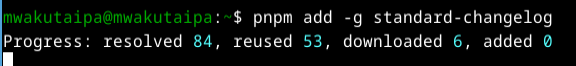 mwakutaipa@mwakutaipa:~$ pnpm add -g standard-changelog
Progress: resolved 84, reused 53, downloaded 6, added 0